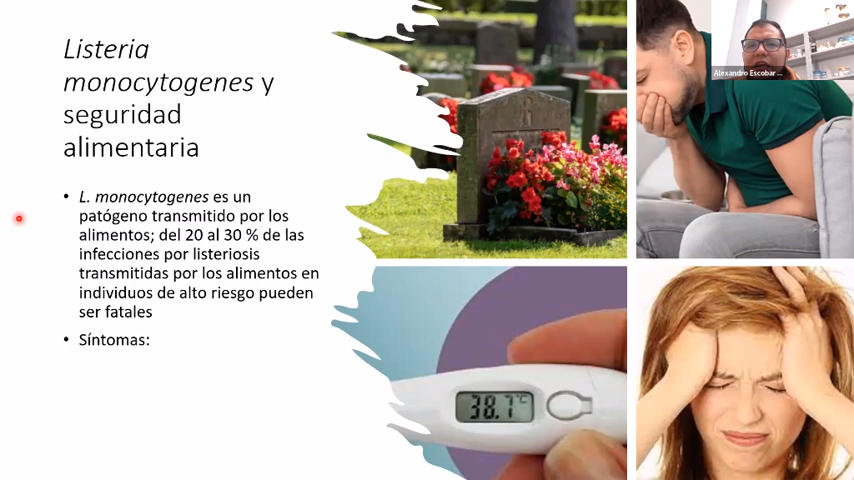 Listeria
monocytogenes y
seguridad
alimentaria
• L. monocytogenes es un
patógeno transmitido por los
alimentos; del 20 al 30 % de las
infecciones por listeriosis
transmitidas por los alimentos en
individuos de alto riesgo pueden
ser fatales
• Síntomas:
38.7°C
Alexandro Escobar ...